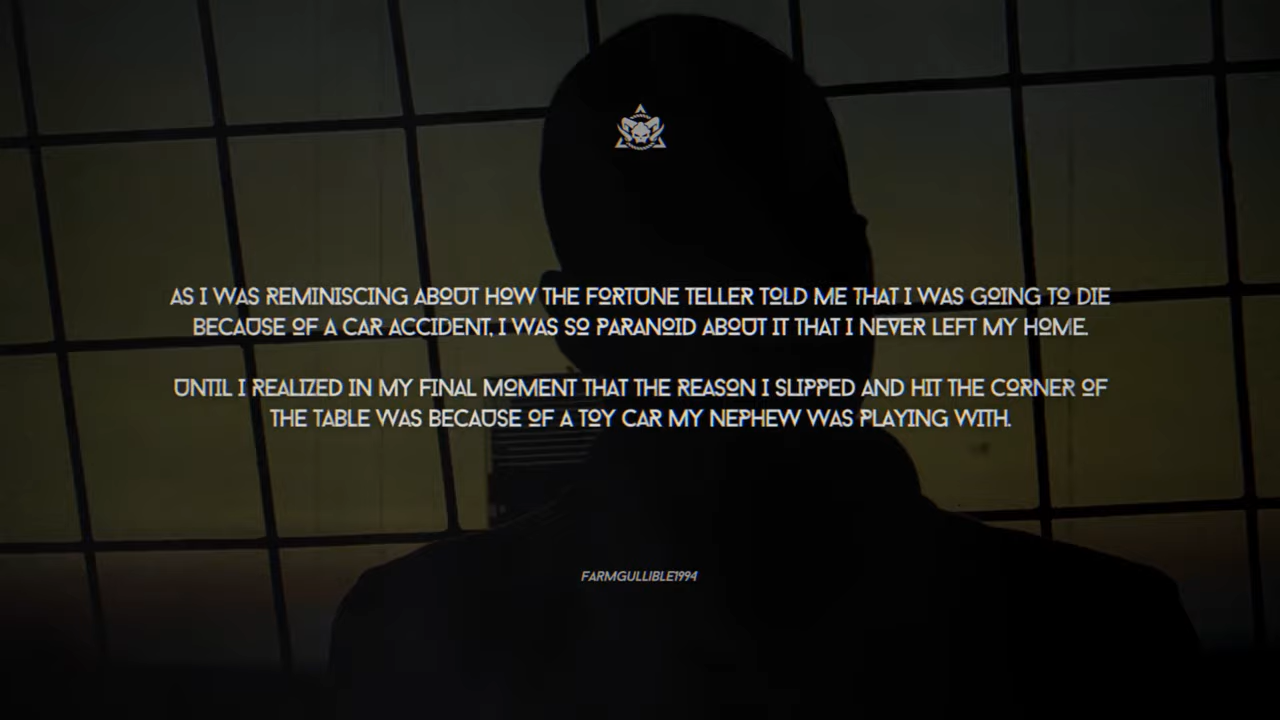 AS I WAS REMINISCING ABOUT HOW THE FORTUNE TELLER TOLD ME THAT I WAS GOING TO DIE
BECAUSE OF A CAR ACCIDENT, I WAS SO PARANOID ABOUT IT THAT I NEVER LEFT MY HOME.
UNTIL I REALIZED IN MY FINAL MOMENT THAT THE REASON I SLIPPED AND HIT THE CORNER OF
THE TABLE WAS BECAUSE OF A TOY CAR MY NEPHEW WAS PLAYING WITH.
FARMGULLIBLE1994